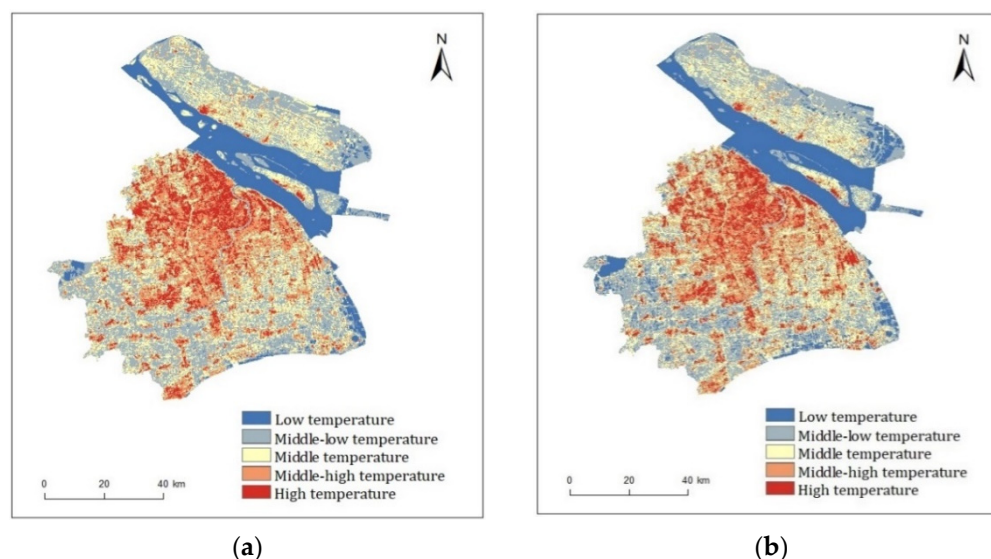 N
Low temperature
Middle-low temperature
Middle temperature
Middle-high temperature
High temperature
0 20 40 km
(a)
N
Low temperature
Middle-low temperature
Middle temperature
Middle-high temperature
High temperature
0 20 40 km
(b)